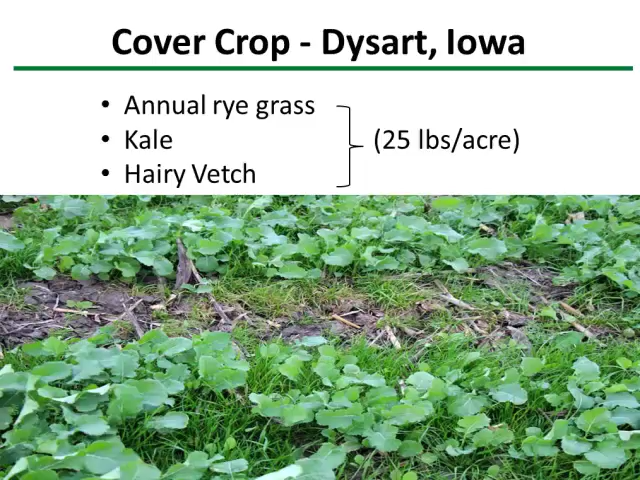 Cover Crop - Dysart, Iowa
• Annual rye grass
• Kale (25 lbs/acre)
• Hairy Vetch